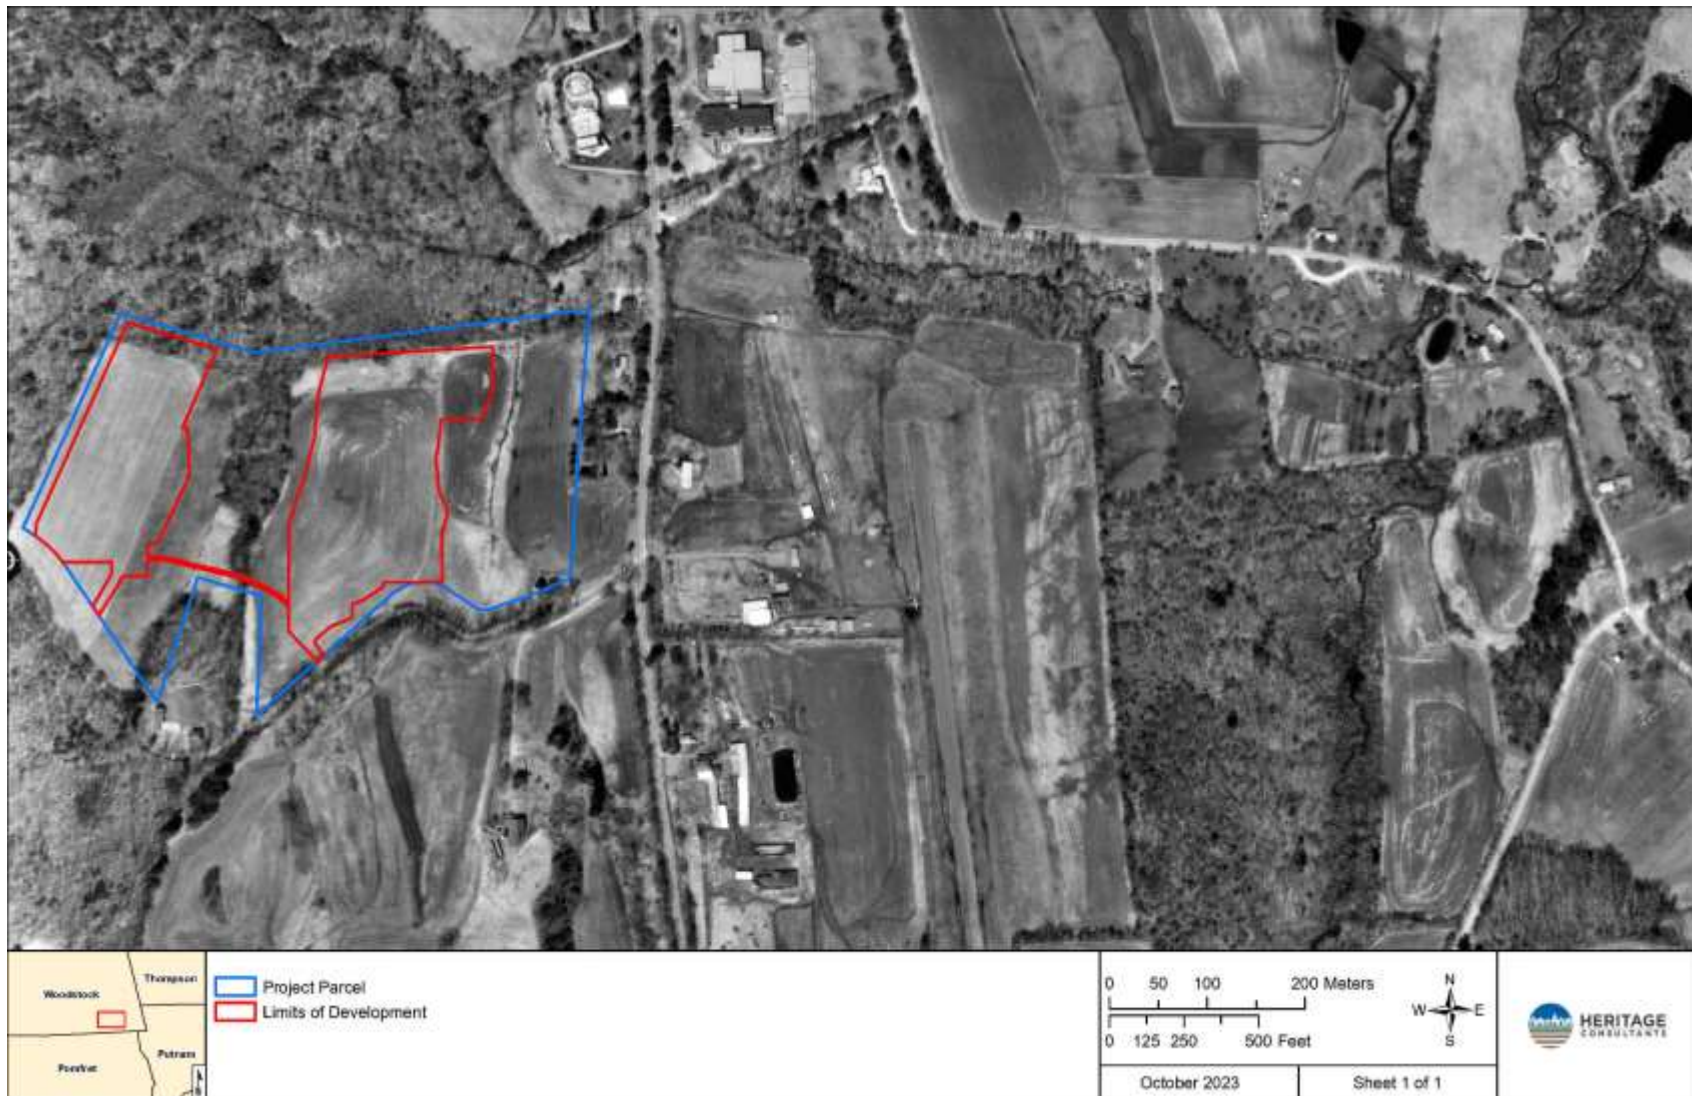 Thompson
Woodstock
Putnam
Pomfret
Project Parcel
Limits of Development
0 50 100 200 Meters
0 125 250 500 Feet
N
W E
S
October 2023
Sheet 1 of 1
HERITAGE
CONSULTANTS